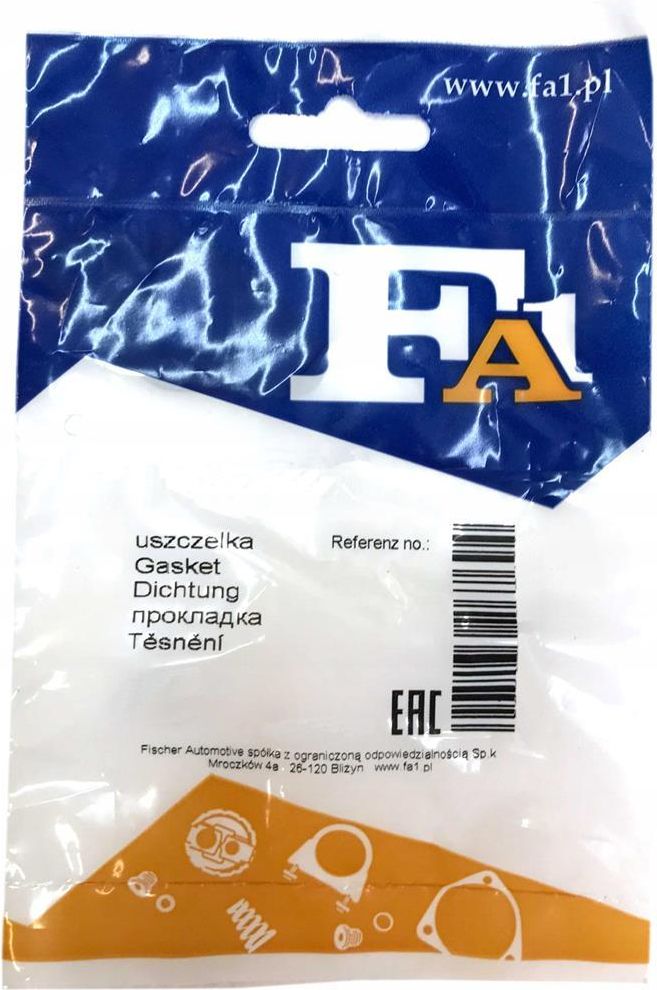 www.fa1.pl
FA1
uszczelka
Gasket
Dichtung
прокладка
Těsnění
Referenz no.:
EAC
Fischer Automotive spółka z ograniczoną odpowiedzialnością Sp.k
Mroczków 4a · 26-120 Bliżyn www.fa1.pl